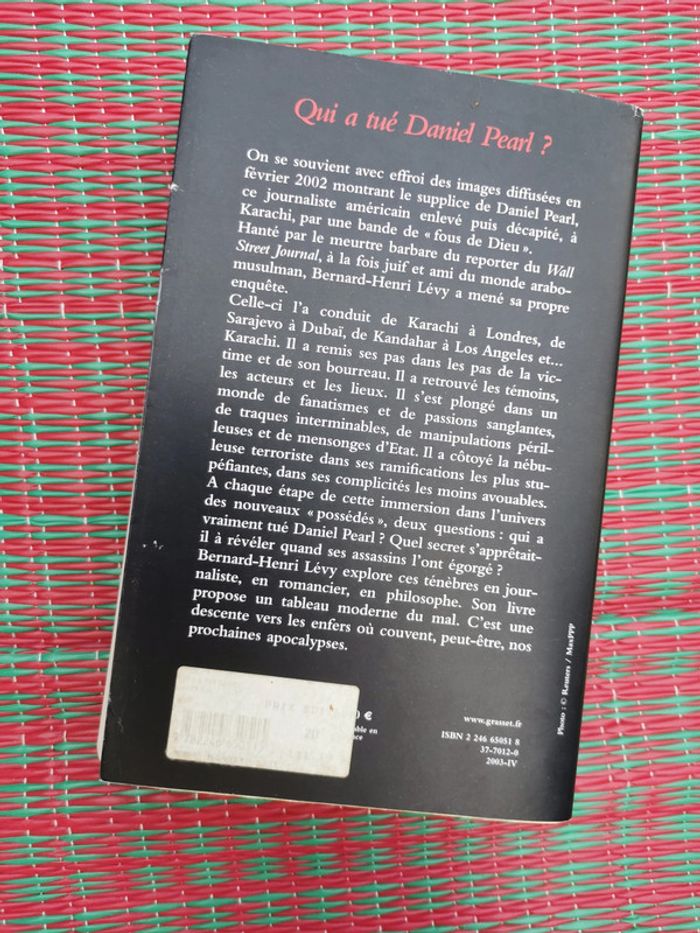 Qui a tué Daniel Pearl ?
On se souvient avec effroi des images diffusées en
février 2002 montrant le supplice de Daniel Pearl,
ce journaliste américain enlevé puis décapité, à
Karachi, par une bande de « fous de Dieu ».
Hanté par le meurtre barbare du reporter du Wall
Street Journal, à la fois juif et ami du monde arabo-
musulman, Bernard-Henri Lévy a mené sa propre
enquête.
Celle-ci l'a conduit de Karachi à Londres, de
Sarajevo à Dubaï, de Kandahar à Los Angeles et...
Karachi. Il a remis ses pas dans les pas de la vic-
time et de son bourreau. Il a retrouvé les témoins,
les acteurs et les lieux. Il s'est plongé dans un
monde de fanatismes et de passions sanglantes,
de traques interminables, de manipulations péril-
leuses et de mensonges d'Etat. Il a côtoyé la nébu-
leuse terroriste dans ses ramifications les plus stu-
péfiantes, dans ses complicités les moins avouables.
A chaque étape de cette immersion dans l'univers
des nouveaux « possédés », deux questions : qui a
vraiment tué Daniel Pearl ? Quel secret s'apprêtait-
il à révéler quand ses assassins l'ont égorgé ?
Bernard-Henri Lévy explore ces ténèbres en jour-
naliste, en romancier, en philosophe. Son livre
propose un tableau moderne du mal. C'est une
descente vers les enfers où couvent, peut-être, nos
prochaines apocalypses.
PRIX
20
0 €
able en
nce
www.grasset.fr
ISBN 2 246 65051 8
37-7012-0
2003-IV
Photo : © Reuters / MaxPPP